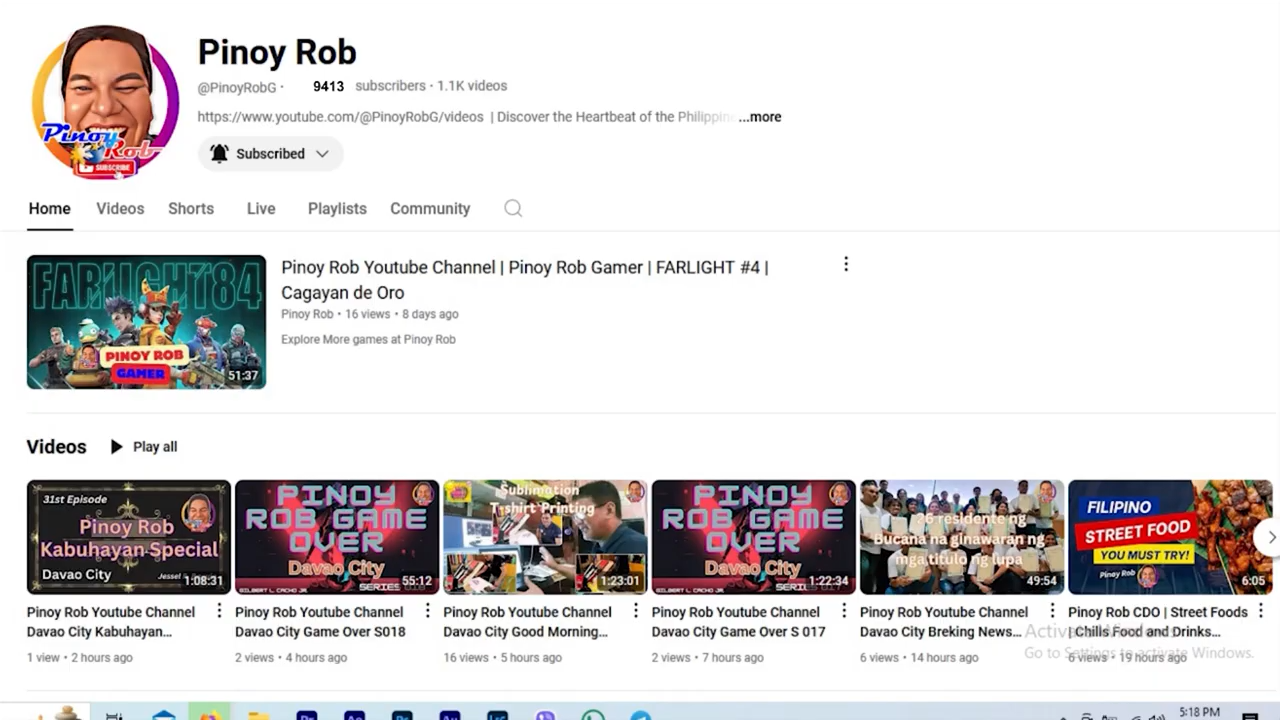 Pinoy Rob
@PinoyRobG · 9413 subscribers · 1.1K videos
https://www.youtube.com/@PinoyRobG/videos | Discover the Heartbeat of the Philippin ...more
Subscribed
Pinoy
Rob
SUBSCRIBE
Home Videos Shorts Live Playlists Community
FARLIGHT84
PINOY ROB
GAMER
51:37
Pinoy Rob Youtube Channel | Pinoy Rob Gamer | FARLIGHT #4 |
Cagayan de Oro
Pinoy Rob • 16 views • 8 days ago
Explore More games at Pinoy Rob
Videos Play all
31st Episode
Pinoy Rob
Kabuhayan Special
Davao City
1:08:31
Pinoy Rob Youtube Channel
Davao City Kabuhayan...
1 view • 2 hours ago
PINOY
ROB GAME
OVER
Davao City
55:12
Pinoy Rob Youtube Channel
Davao City Game Over S018
2 views • 4 hours ago
Sublimation
T-shirt Printing
1:23:01
Pinoy Rob Youtube Channel
Davao City Good Morning...
16 views • 5 hours ago
PINOY
ROB GAME
OVER
Davao City
1:22:34
Pinoy Rob Youtube Channel
Davao City Game Over S 017
2 views • 7 hours ago
26 residente ng
Bucana na ginawaran ng
mga titulo ng lupa
49:54
Pinoy Rob Youtube Channel
Davao City Breking News...
6 views • 14 hours ago
FILIPINO
STREET FOOD
YOU MUST TRY!
Pinoy Rob
6:05
Pinoy Rob CDO | Street Foods
Chills Food and Drinks...
6 views • 19 hours ago
Activate Windows
Go to Settings to activate Windows.
5:18 PM